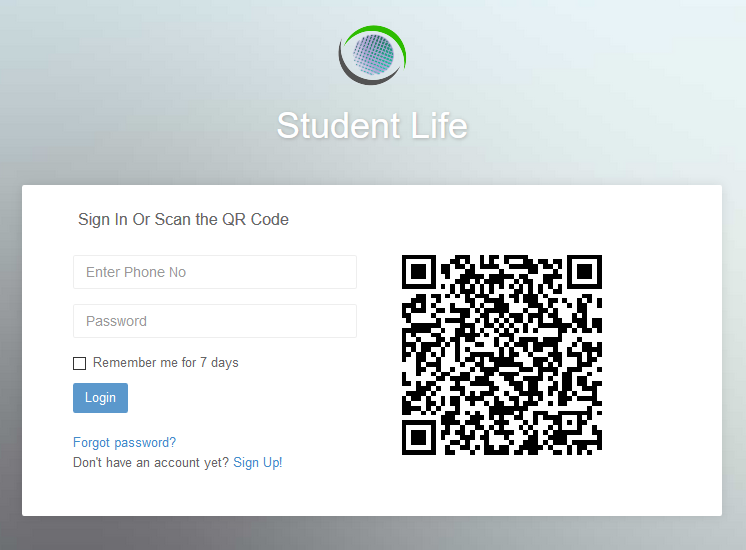 Student Life
Sign In Or Scan the QR Code
Enter Phone No
Password
Remember me for 7 days
Login
Forgot password?
Don't have an account yet? Sign Up!